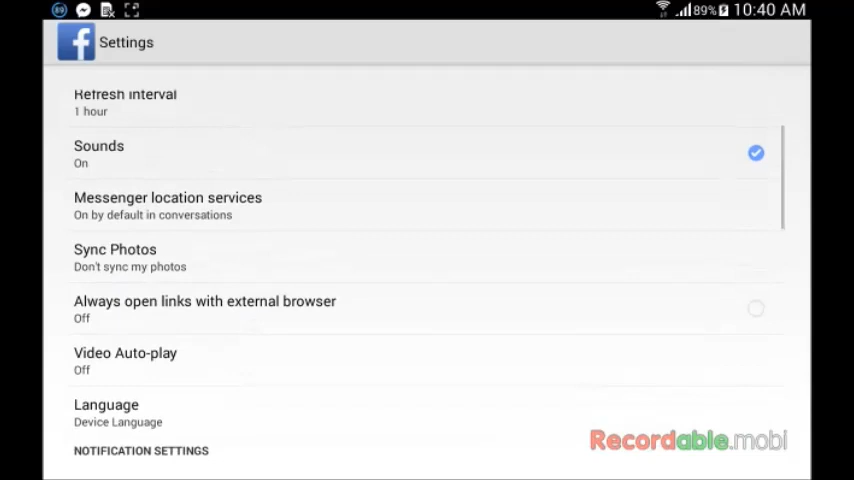 89
89%
10:40 AM
f
Settings
Refresh Interval
1 hour
Sounds
On
Messenger location services
On by default in conversations
Sync Photos
Don't sync my photos
Always open links with external browser
Off
Video Auto-play
Off
Language
Device Language
NOTIFICATION SETTINGS
Recordable.mobi